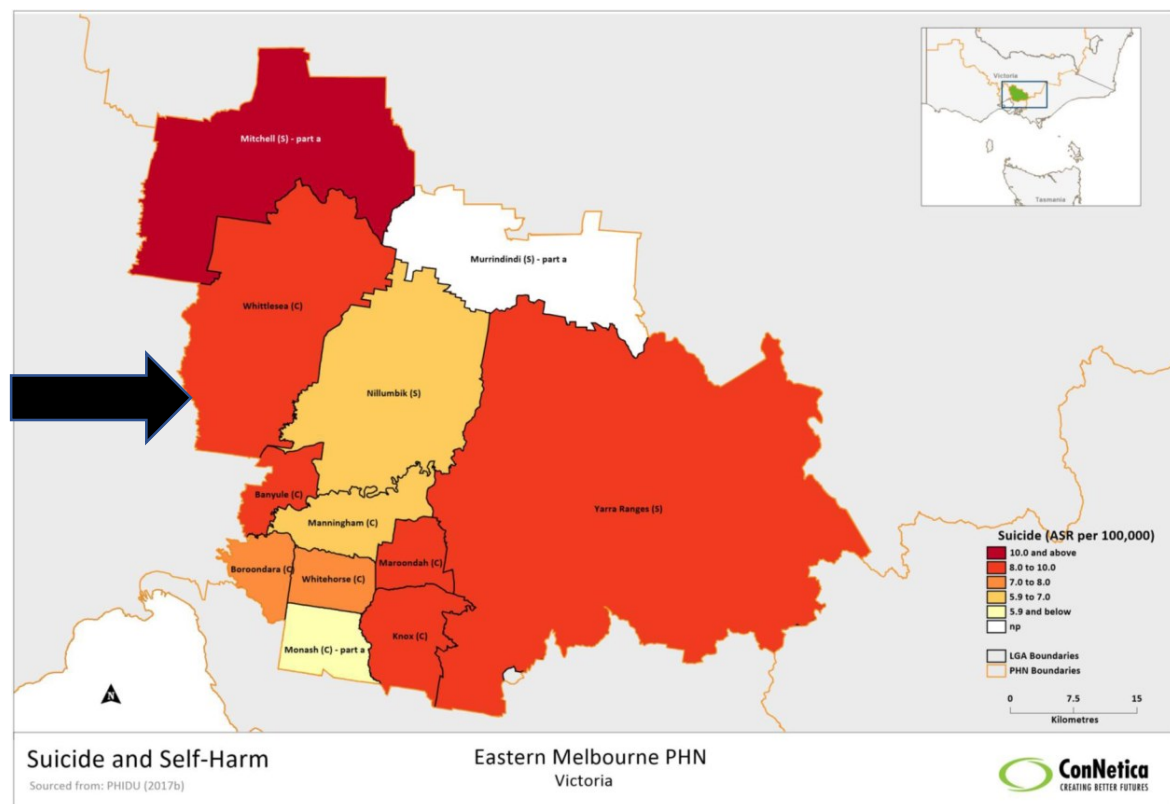 Victoria
Tasmania
Mitchell (S) - part a
Murrindindi (S) - part a
Whittlesea (C)
Nillumbik (S)
Banyule (C)
Yarra Ranges (S)
Manningham (C)
Boroondara (C)
Whitehorse (C)
Maroondah (C)
Knox (C)
Monash (C) - part a
Suicide (ASR per 100,000)
10.0 and above
8.0 to 10.0
7.0 to 8.0
5.9 to 7.0
5.9 and below
np
LGA Boundaries
PHN Boundaries
0 7.5 15
Kilometres
N
Suicide and Self-Harm
Sourced from: PHIDU (2017b)
Eastern Melbourne PHN
Victoria
ConNetica
CREATING BETTER FUTURES